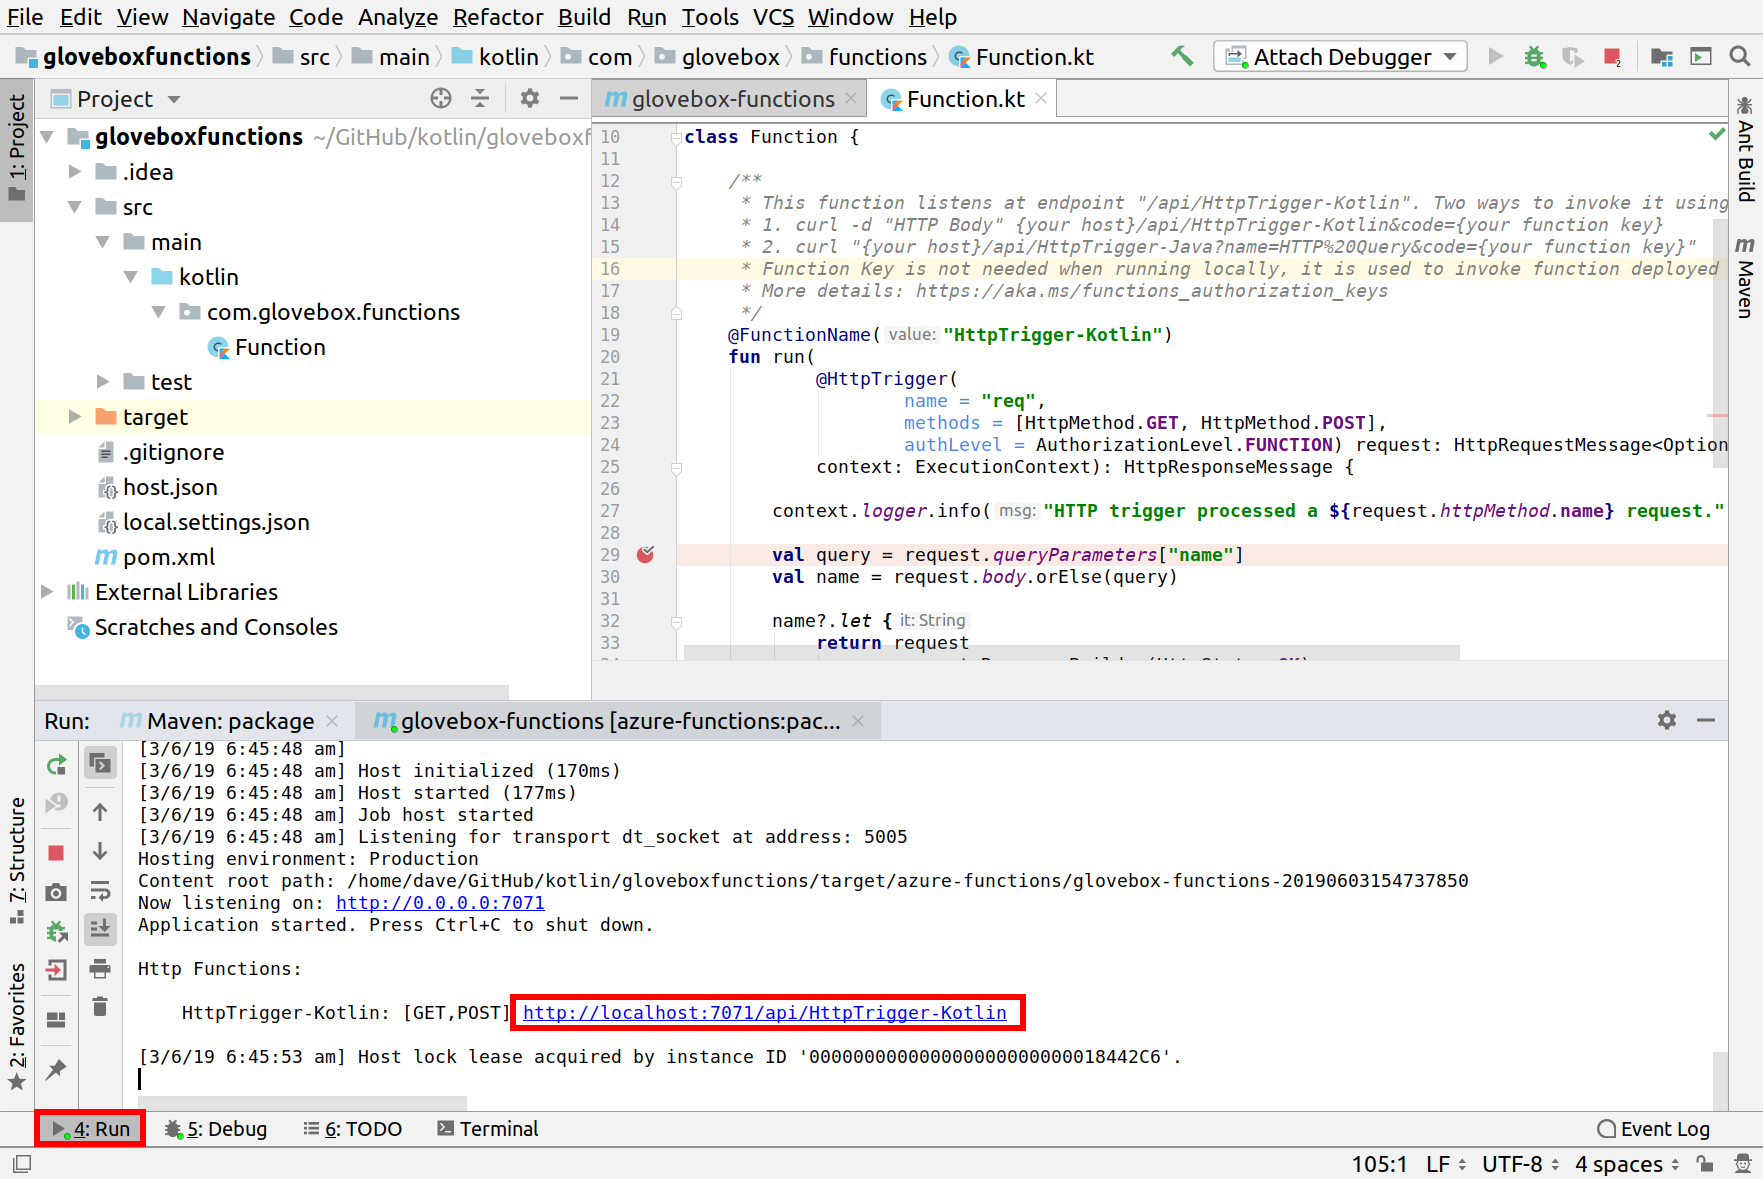 File Edit View Navigate Code Analyze Refactor Build Run Tools VCS Window Help
gloveboxfunctions src main kotlin com glovebox functions Function.kt Attach Debugger 2
1: Project
Project
gloveboxfunctions ~/GitHub/kotlin/gloveboxf
.idea
src
main
kotlin
com.glovebox.functions
Function
test
target
.gitignore
host.json
local.settings.json
pom.xml
External Libraries
Scratches and Consoles
glovebox-functions Function.kt
10 class Function {
11
12 /**
13 * This function listens at endpoint "/api/HttpTrigger-Kotlin". Two ways to invoke it using
14 * 1. curl -d "HTTP Body" {your host}/api/HttpTrigger-Kotlin&code={your function key}
15 * 2. curl "{your host}/api/HttpTrigger-Java?name=HTTP%20Query&code={your function key}"
16 * Function Key is not needed when running locally, it is used to invoke function deployed
17 * More details: https://aka.ms/functions_authorization_keys
18 */
19 @FunctionName( value: "HttpTrigger-Kotlin")
20 fun run(
21 @HttpTrigger(
22 name = "req",
23 methods = [HttpMethod.GET, HttpMethod.POST],
24 authLevel = AuthorizationLevel.FUNCTION) request: HttpRequestMessage<Option
25 context: ExecutionContext): HttpResponseMessage {
26
27 context.logger.info( msg: "HTTP trigger processed a ${request.httpMethod.name} request."
28
29 val query = request.queryParameters["name"]
30 val name = request.body.orElse(query)
31
32 name?.let { it: String
33 return request
Ant Build
Maven
Run: Maven: package glovebox-functions [azure-functions:pac...
[3/6/19 6:45:48 am]
[3/6/19 6:45:48 am] Host initialized (170ms)
[3/6/19 6:45:48 am] Host started (177ms)
[3/6/19 6:45:48 am] Job host started
[3/6/19 6:45:48 am] Listening for transport dt_socket at address: 5005
Hosting environment: Production
Content root path: /home/dave/GitHub/kotlin/gloveboxfunctions/target/azure-functions/glovebox-functions-20190603154737850
Now listening on: http://0.0.0.0:7071
Application started. Press Ctrl+C to shut down.
Http Functions:
HttpTrigger-Kotlin: [GET,POST] http://localhost:7071/api/HttpTrigger-Kotlin
[3/6/19 6:45:53 am] Host lock lease acquired by instance ID '000000000000000000000000018442C6'.
7: Structure
2: Favorites
4: Run 5: Debug 6: TODO Terminal Event Log
105:1 LF UTF-8 4 spaces